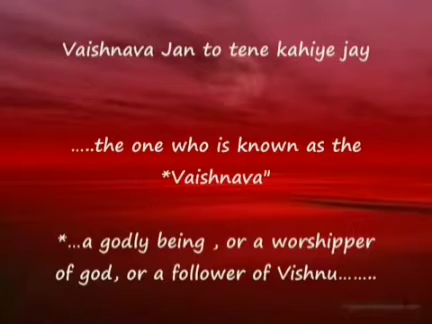 Vaishnava Jan to tene kahiye jay
.....the one who is known as the
*Vaishnava"
*...a godly being , or a worshipper
of god, or a follower of Vishnu........